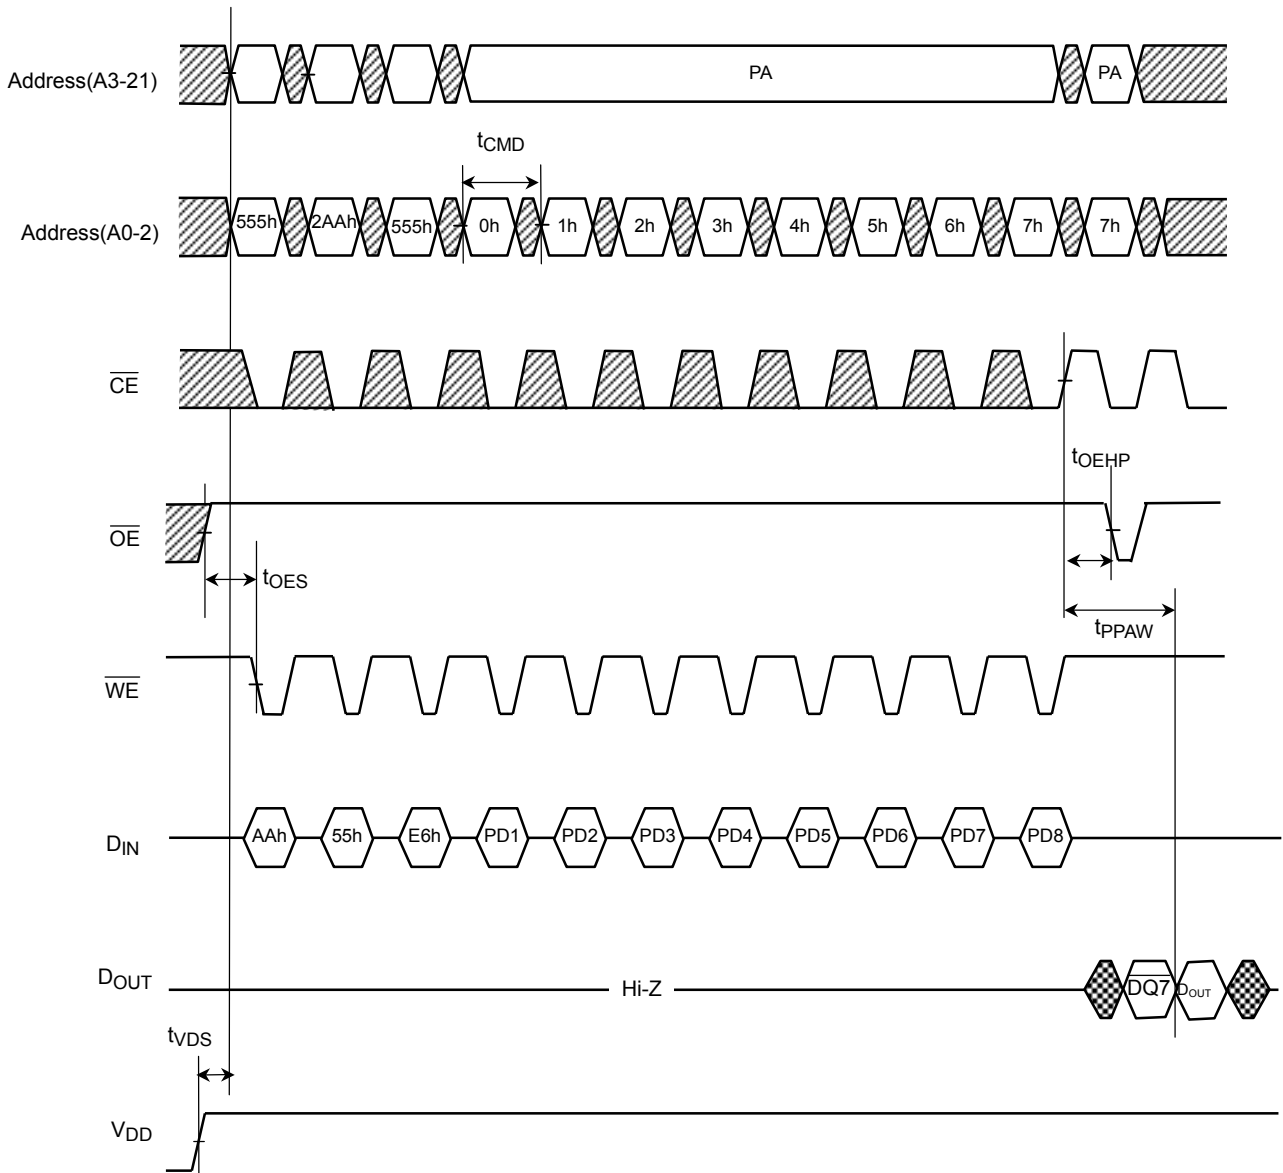 Address(A3-21) PA PA
tCMD
Address(A0-2) 555h 2AAh 555h 0h 1h 2h 3h 4h 5h 6h 7h 7h
CE
tOEHP
OE
tOES
tPPAW
WE
DIN AAh 55h E6h PD1 PD2 PD3 PD4 PD5 PD6 PD7 PD8
DOUT Hi-Z DQ7 DOUT
tVDS
VDD